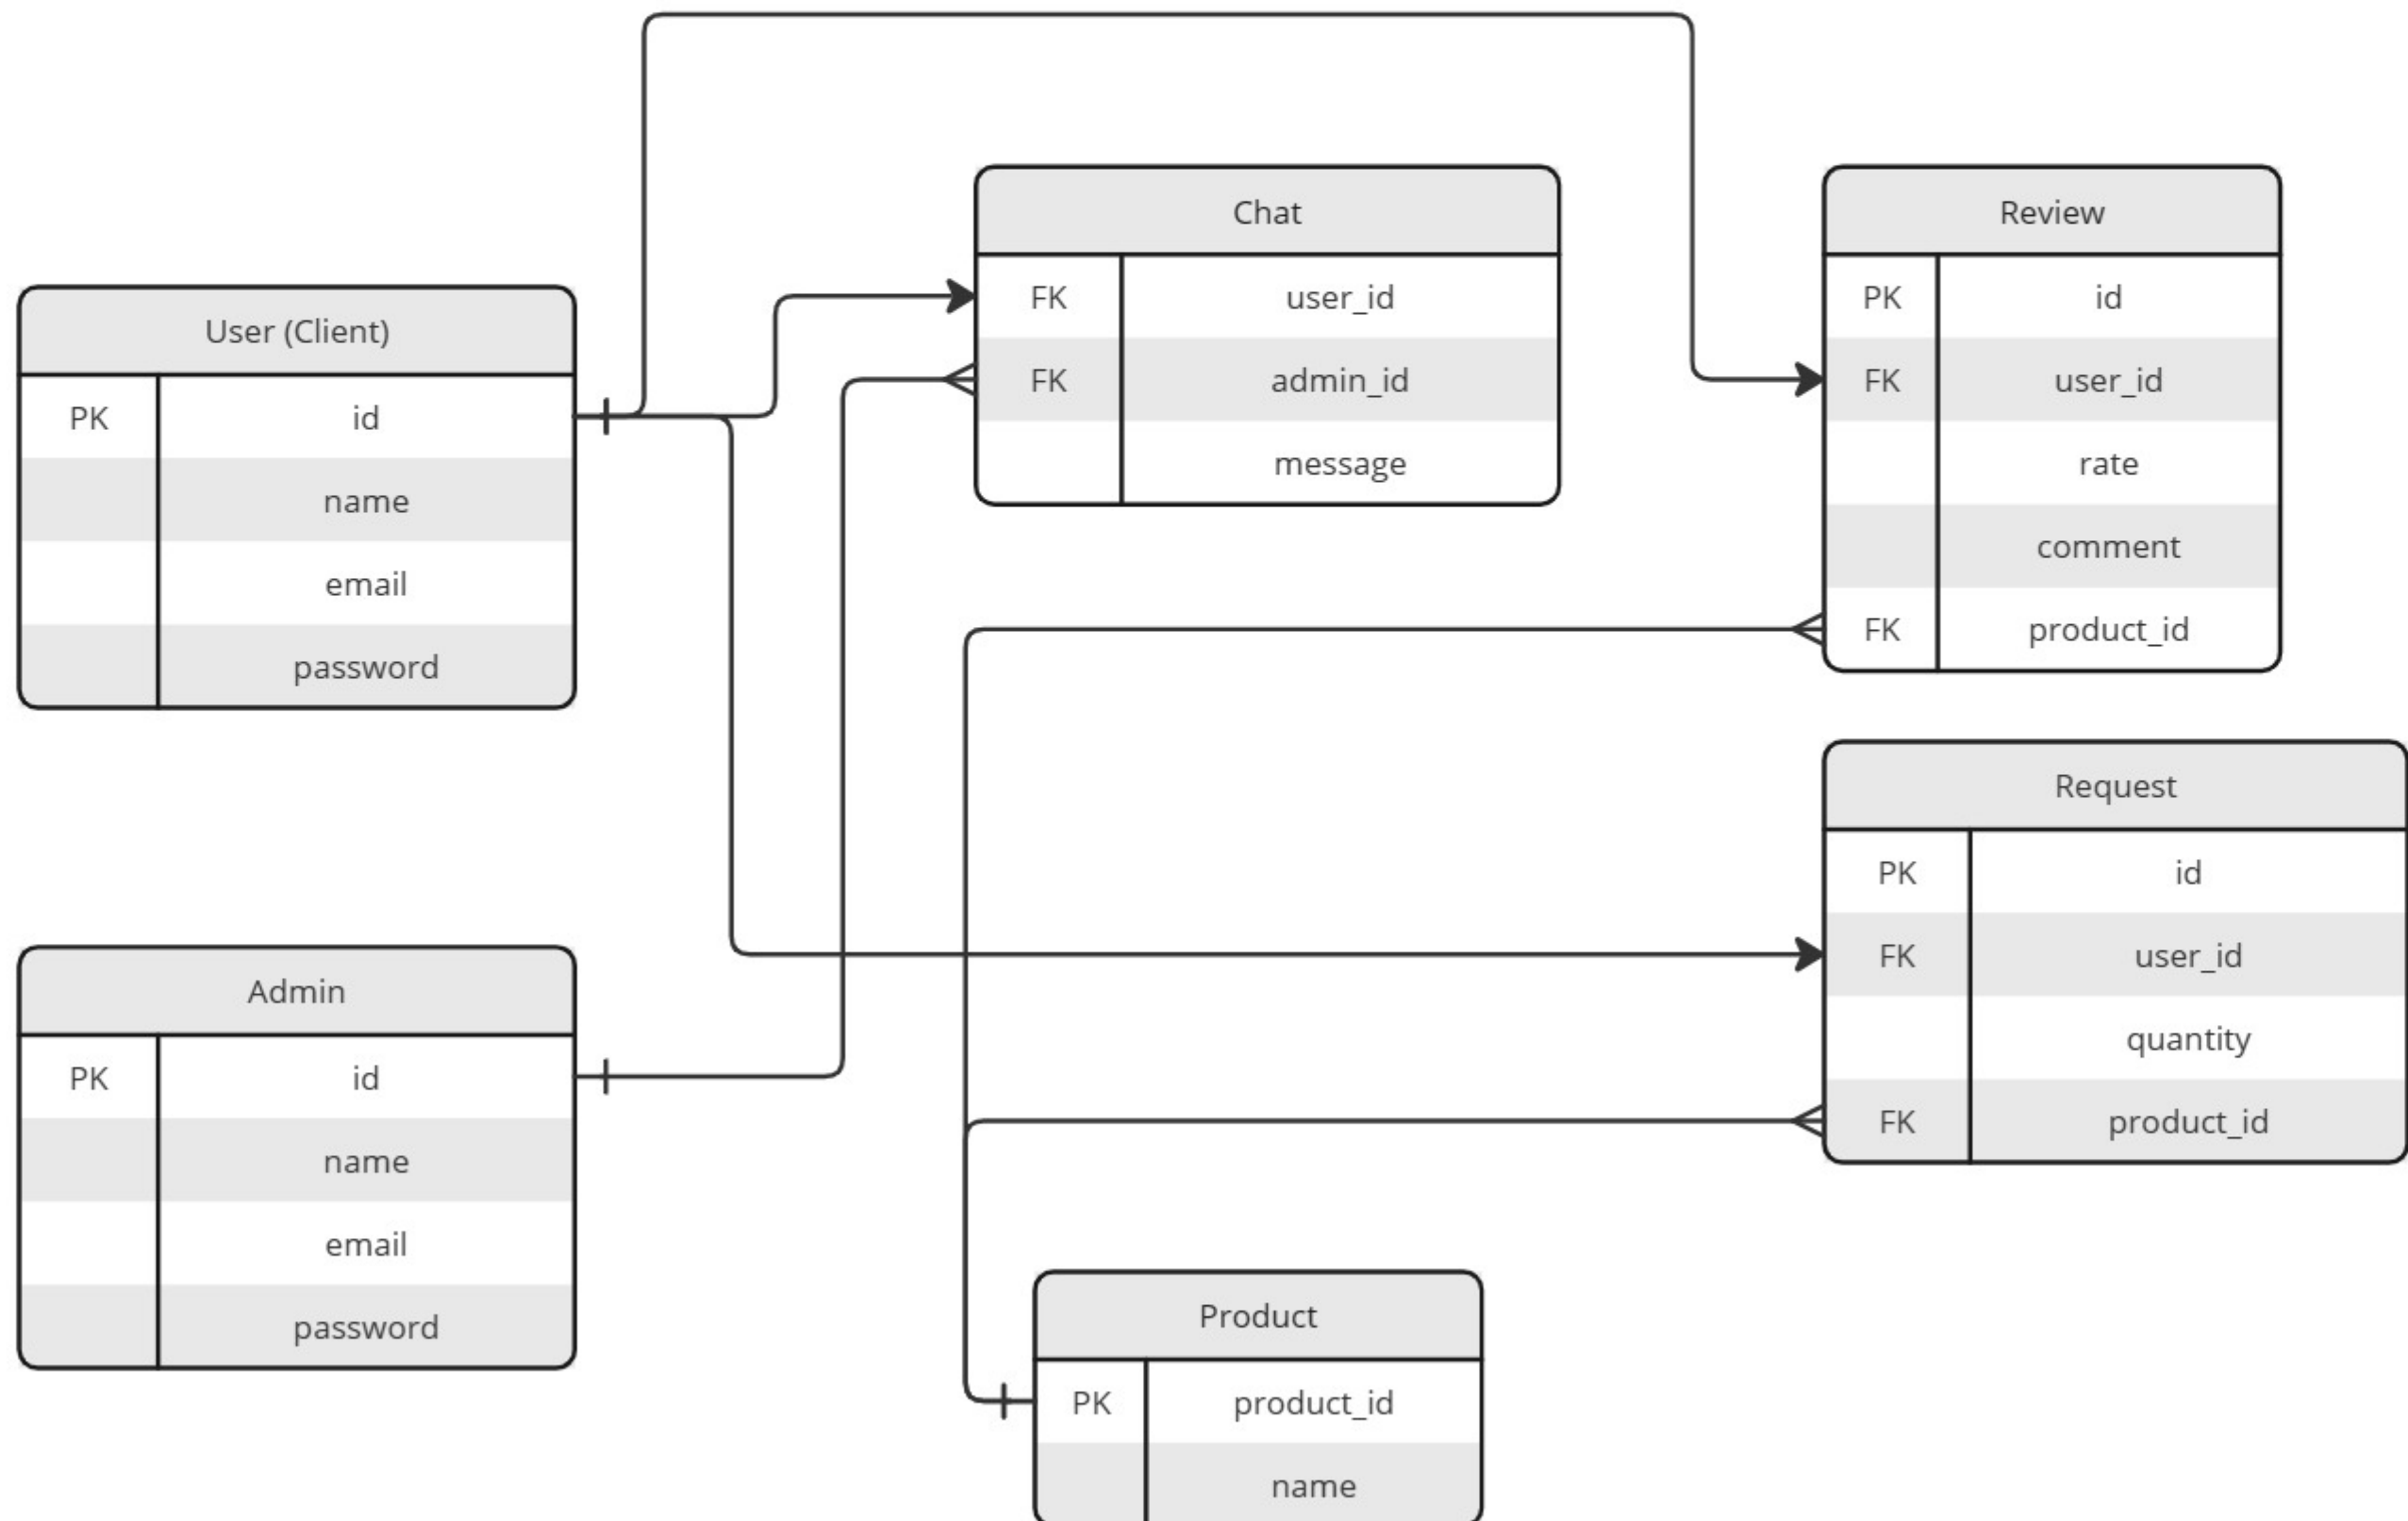 User (Client)
PK id
name
email
password
Chat
FK user_id
FK admin_id
message
Review
PK id
FK user_id
rate
comment
FK product_id
Request
PK id
FK user_id
quantity
FK product_id
Admin
PK id
name
email
password
Product
PK product_id
name